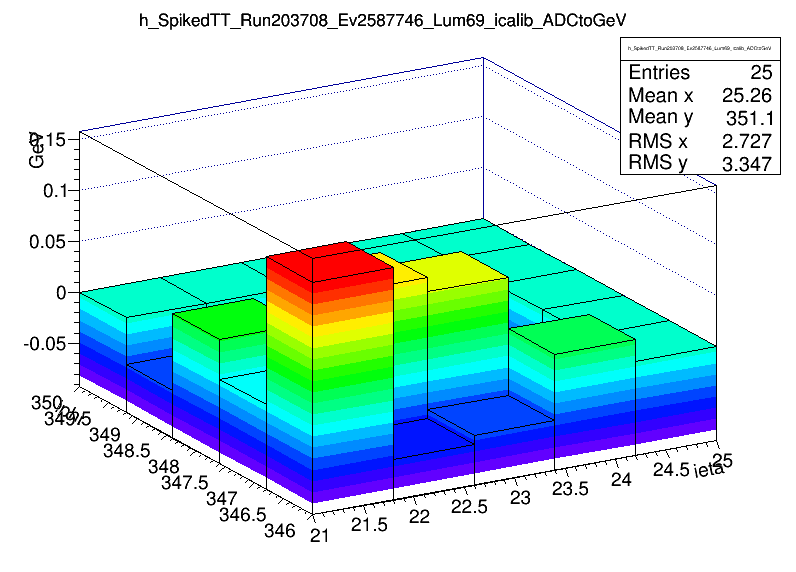 h_SpikedTT_Run203708_Ev2587746_Lum69_icalib_ADCtoGeV
h_SpikedTT_Run203708_Ev2587746_Lum69_icalib_ADCtoGeV
Entries 25
Mean x 25.26
Mean y 351.1
RMS x 2.727
RMS y 3.347
GeV
0.15
0.1
0.05
0
-0.05
350
349.5
349
348.5
348
347.5
347
346.5
346
21
21.5
22
22.5
23
23.5
24
24.5
25
ieta